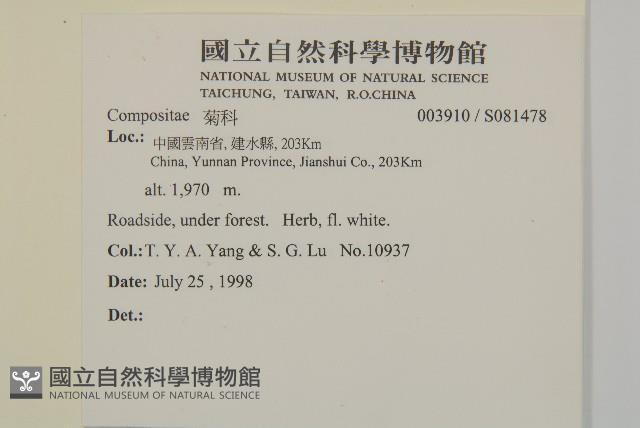 國立自然科學博物館
NATIONAL MUSEUM OF NATURAL SCIENCE
TAICHUNG, TAIWAN, R.O.CHINA
Compositae 菊科 003910 / S081478
Loc.: 中國雲南省, 建水縣, 203Km
China, Yunnan Province, Jianshui Co., 203Km
alt. 1,970 m.
Roadside, under forest. Herb, fl. white.
Col.: T. Y. A. Yang & S. G. Lu No.10937
Date: July 25 , 1998
Det.:
國立自然科學博物館
NATIONAL MUSEUM OF NATURAL SCIENCE